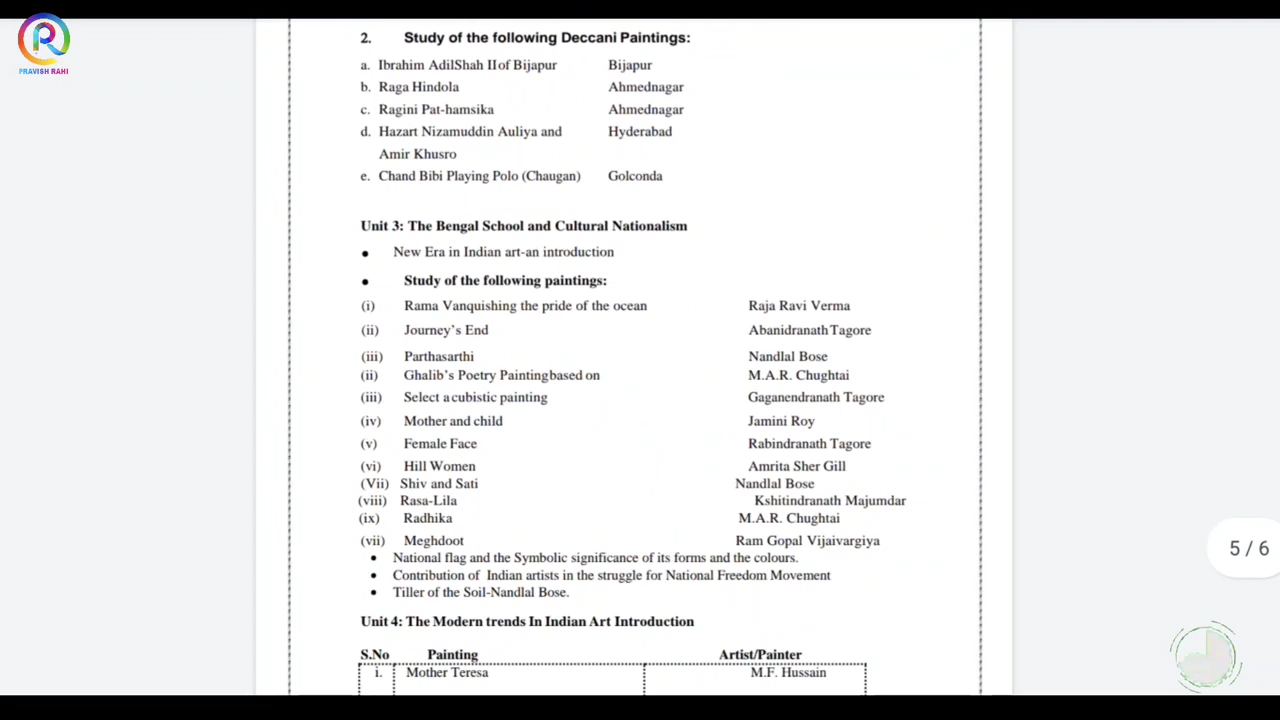 PRAVISH RAHI
2. Study of the following Deccani Paintings:
a. Ibrahim AdilShah II of Bijapur Bijapur
b. Raga Hindola Ahmednagar
c. Ragini Pat-hamsika Ahmednagar
d. Hazart Nizamuddin Auliya and Hyderabad
Amir Khusro
e. Chand Bibi Playing Polo (Chaugan) Golconda
Unit 3: The Bengal School and Cultural Nationalism
• New Era in Indian art-an introduction
• Study of the following paintings:
(i) Rama Vanquishing the pride of the ocean Raja Ravi Verma
(ii) Journey's End Abanidranath Tagore
(iii) Parthasarthi Nandlal Bose
(ii) Ghalib's Poetry Painting based on M.A.R. Chughtai
(iii) Select a cubistic painting Gaganendranath Tagore
(iv) Mother and child Jamini Roy
(v) Female Face Rabindranath Tagore
(vi) Hill Women Amrita Sher Gill
(Vii) Shiv and Sati Nandlal Bose
(viii) Rasa-Lila Kshitindranath Majumdar
(ix) Radhika M.A.R. Chughtai
(vii) Meghdoot Ram Gopal Vijaivargiya
• National flag and the Symbolic significance of its forms and the colours.
• Contribution of Indian artists in the struggle for National Freedom Movement
• Tiller of the Soil-Nandlal Bose.
Unit 4: The Modern trends In Indian Art Introduction
S.No Painting Artist/Painter
i. Mother Teresa M.F. Hussain
5 / 6